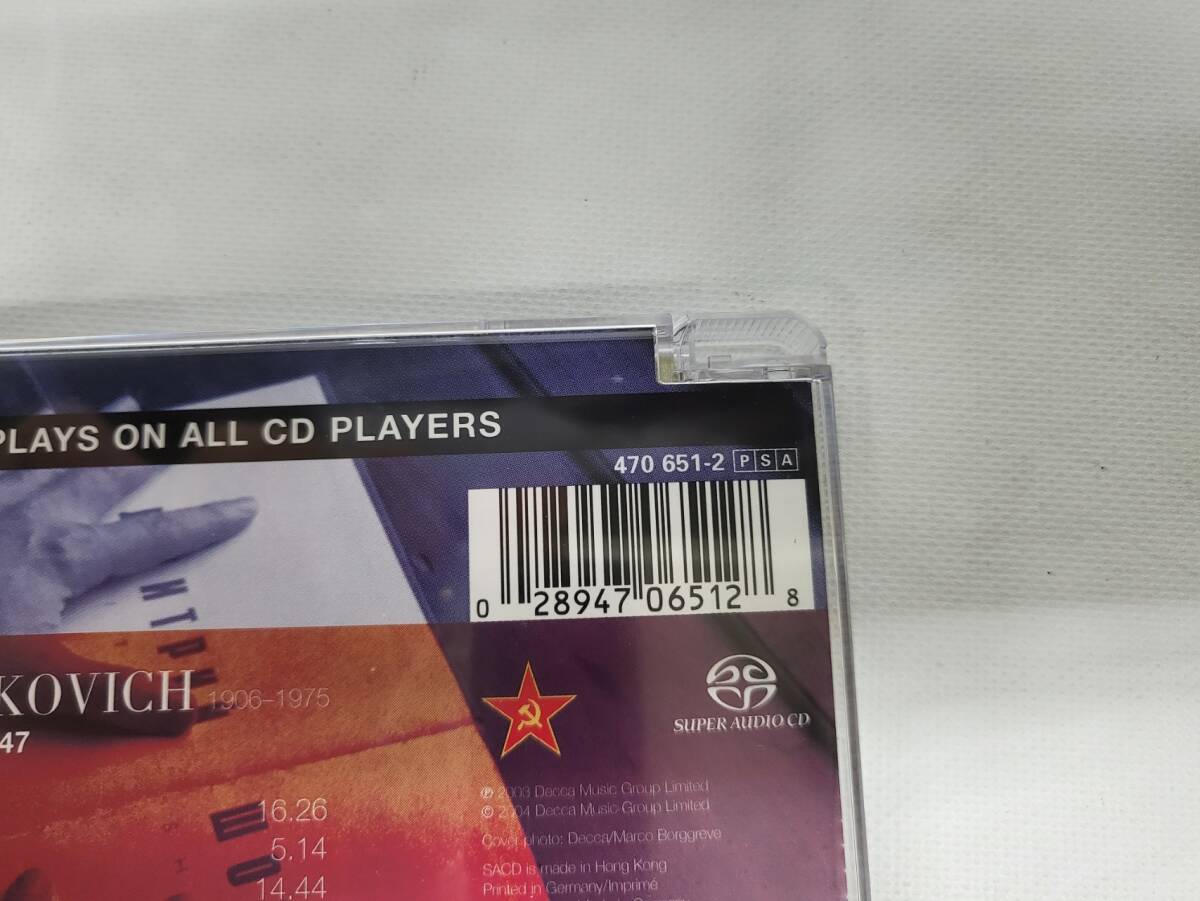 PLAYS ON ALL CD PLAYERS
470 651-2 PSA
0 28947 06512 8
ИТРИ
KOVICH 1906–1975
47
SUPER AUDIO CD
16.26
5.14
14.44
Ш
О
℗ 2003 Decca Music Group Limited
© 2004 Decca Music Group Limited
Cover photo: Decca/Marco Borggreve
SACD is made in Hong Kong
Printed in Germany/Imprimé